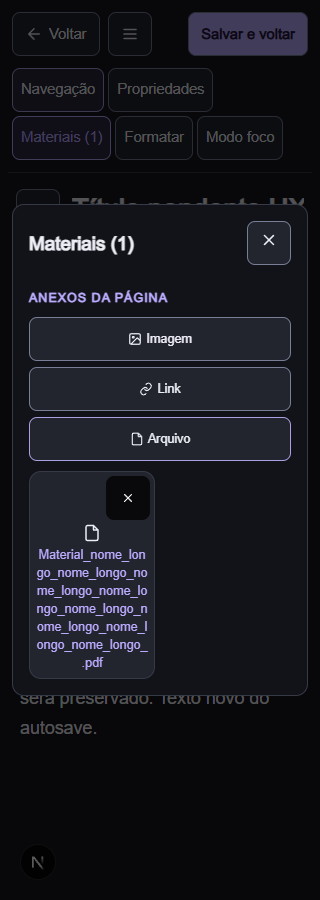 Voltar
Salvar e voltar
Navegação
Propriedades
Materiais (1)
Formatar
Modo foco
Materiais (1)
ANEXOS DA PÁGINA
Imagem
Link
Arquivo
Material_nome_lon
go_nome_longo_no
me_longo_nome_lo
ngo_nome_longo_n
ome_longo_nome_l
ongo_nome_longo_
.pdf
será preservado. Texto novo do
autosave.
N